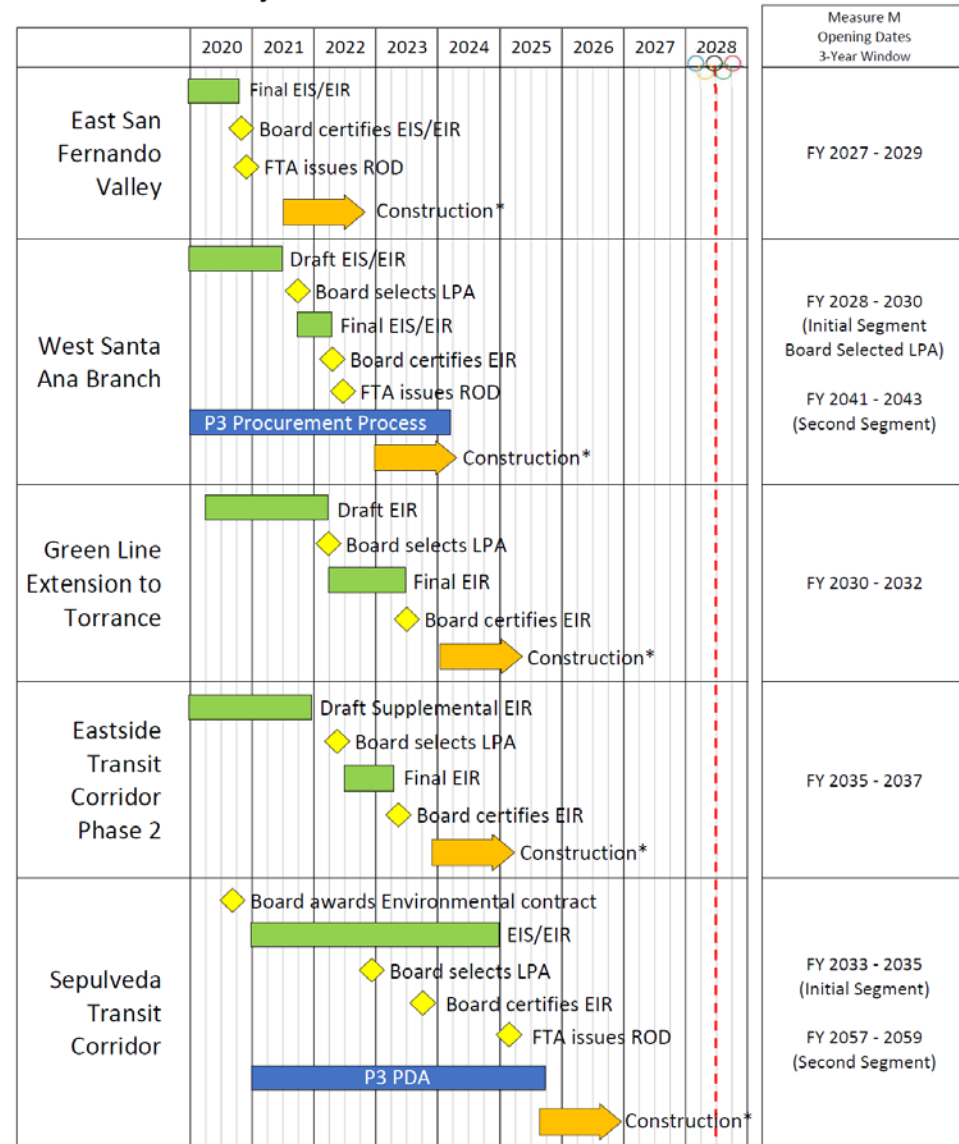 Measure M
Opening Dates
3-Year Window
2020 2021 2022 2023 2024 2025 2026 2027 2028
East San
Fernando
Valley
Final EIS/EIR
Board certifies EIS/EIR
FTA issues ROD
Construction*
FY 2027 - 2029
West Santa
Ana Branch
Draft EIS/EIR
Board selects LPA
Final EIS/EIR
Board certifies EIR
FTA issues ROD
P3 Procurement Process
Construction*
FY 2028 - 2030
(Initial Segment
Board Selected LPA)
FY 2041 - 2043
(Second Segment)
Green Line
Extension to
Torrance
Draft EIR
Board selects LPA
Final EIR
Board certifies EIR
Construction*
FY 2030 - 2032
Eastside
Transit
Corridor
Phase 2
Draft Supplemental EIR
Board selects LPA
Final EIR
Board certifies EIR
Construction*
FY 2035 - 2037
Sepulveda
Transit
Corridor
Board awards Environmental contract
EIS/EIR
Board selects LPA
Board certifies EIR
FTA issues ROD
P3 PDA
Construction*
FY 2033 - 2035
(Initial Segment)
FY 2057 - 2059
(Second Segment)